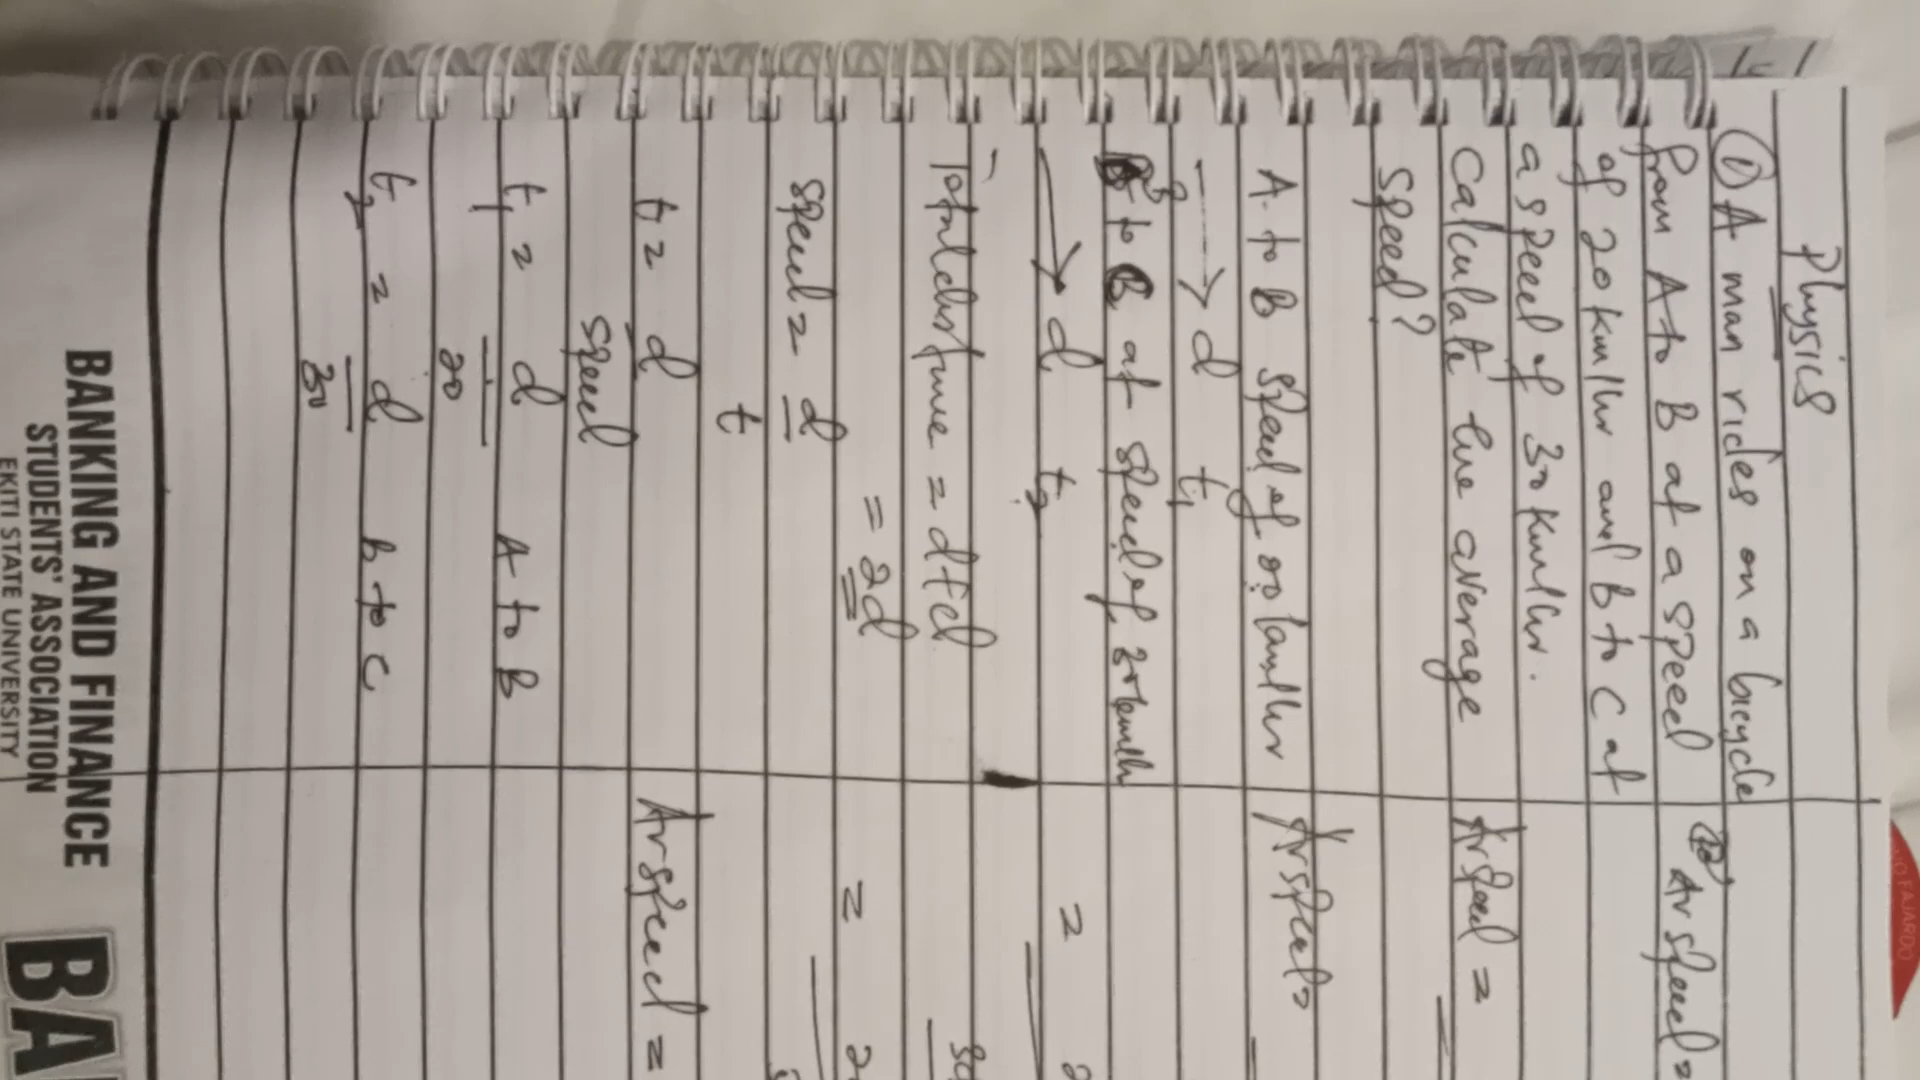 Physics
① A man rides on a bicycle
from A to B at a speed
of 20 km/hr and B to C at
a speed of 30 km/hr.
Calculate the average
speed?
A to B speed of 20 km/hr
→ d t1
B to at speed of 30 km/h
→ d t2
Total distance = d + d
= 2d
speed = d
t
t = d
speed
t1 = d A to B
20
t2 = d B to C
30
Av speed =
Av speed =
Av speed =
=
=
Av speed =
BANKING AND FINANCE
STUDENTS' ASSOCIATION
EKITI STATE UNIVERSITY
BA
FAJARDO